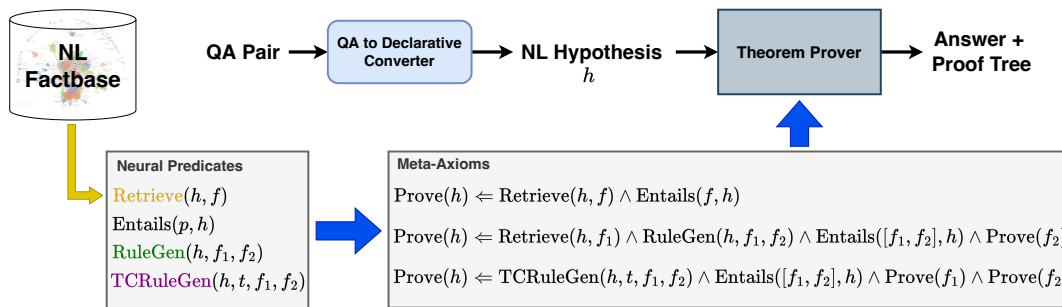 NL
Factbase
QA Pair
QA to Declarative
Converter
NL Hypothesis
h
Theorem Prover
Answer +
Proof Tree
Neural Predicates
Retrieve(h, f)
Entails(p, h)
RuleGen(h, f₁, f₂)
TCRuleGen(h, t, f₁, f₂)
Meta-Axioms
Prove(h) ⇐ Retrieve(h, f) ∧ Entails(f, h)
Prove(h) ⇐ Retrieve(h, f₁) ∧ RuleGen(h, f₁, f₂) ∧ Entails([f₁, f₂], h) ∧ Prove(f₂)
Prove(h) ⇐ TCRuleGen(h, t, f₁, f₂) ∧ Entails([f₁, f₂], h) ∧ Prove(f₁) ∧ Prove(f₂